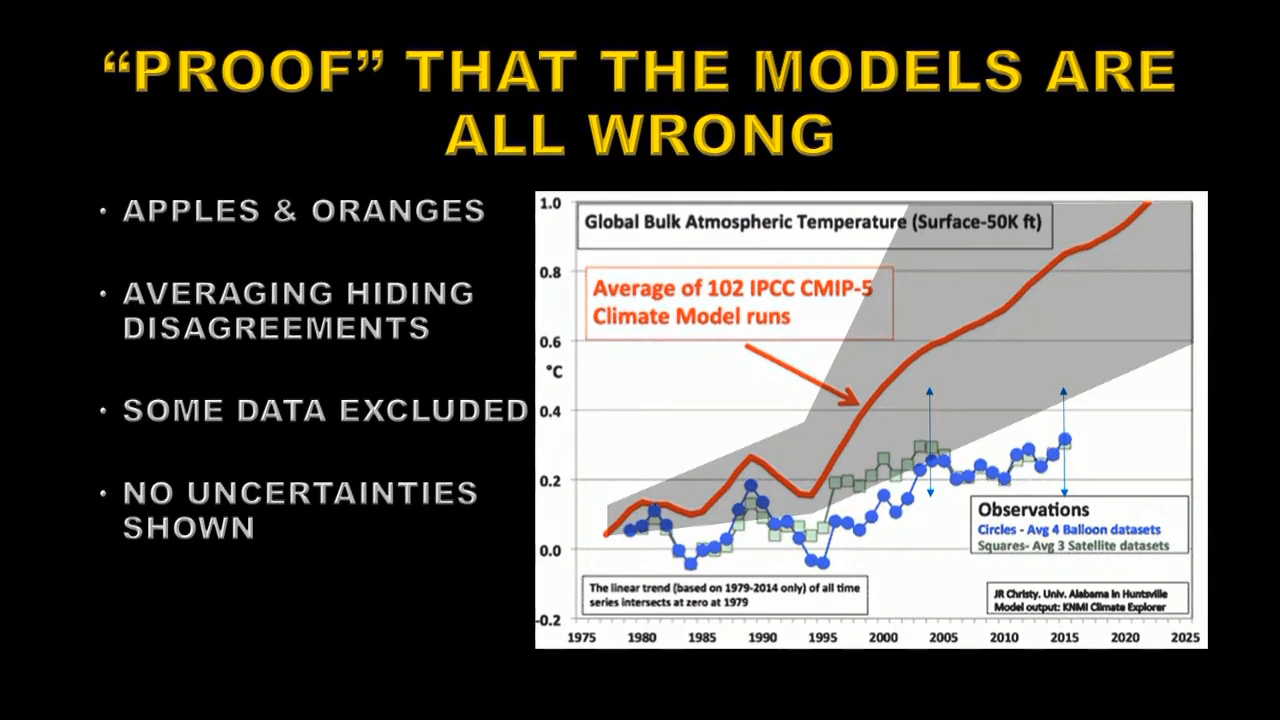 “PROOF” THAT THE MODELS ARE
ALL WRONG
• APPLES & ORANGES
• AVERAGING HIDING
DISAGREEMENTS
• SOME DATA EXCLUDED
• NO UNCERTAINTIES
SHOWN
Global Bulk Atmospheric Temperature (Surface-50K ft)
Average of 102 IPCC CMIP-5
Climate Model runs
1.0
0.8
0.6
°C
0.4
0.2
0.0
-0.2
Observations
Circles - Avg 4 Balloon datasets
Squares- Avg 3 Satellite datasets
The linear trend (based on 1979-2014 only) of all time
series intersects at zero at 1979
JR Christy. Univ. Alabama in Huntsville
Model output: KNMI Climate Explorer
1975 1980 1985 1990 1995 2000 2005 2010 2015 2020 2025